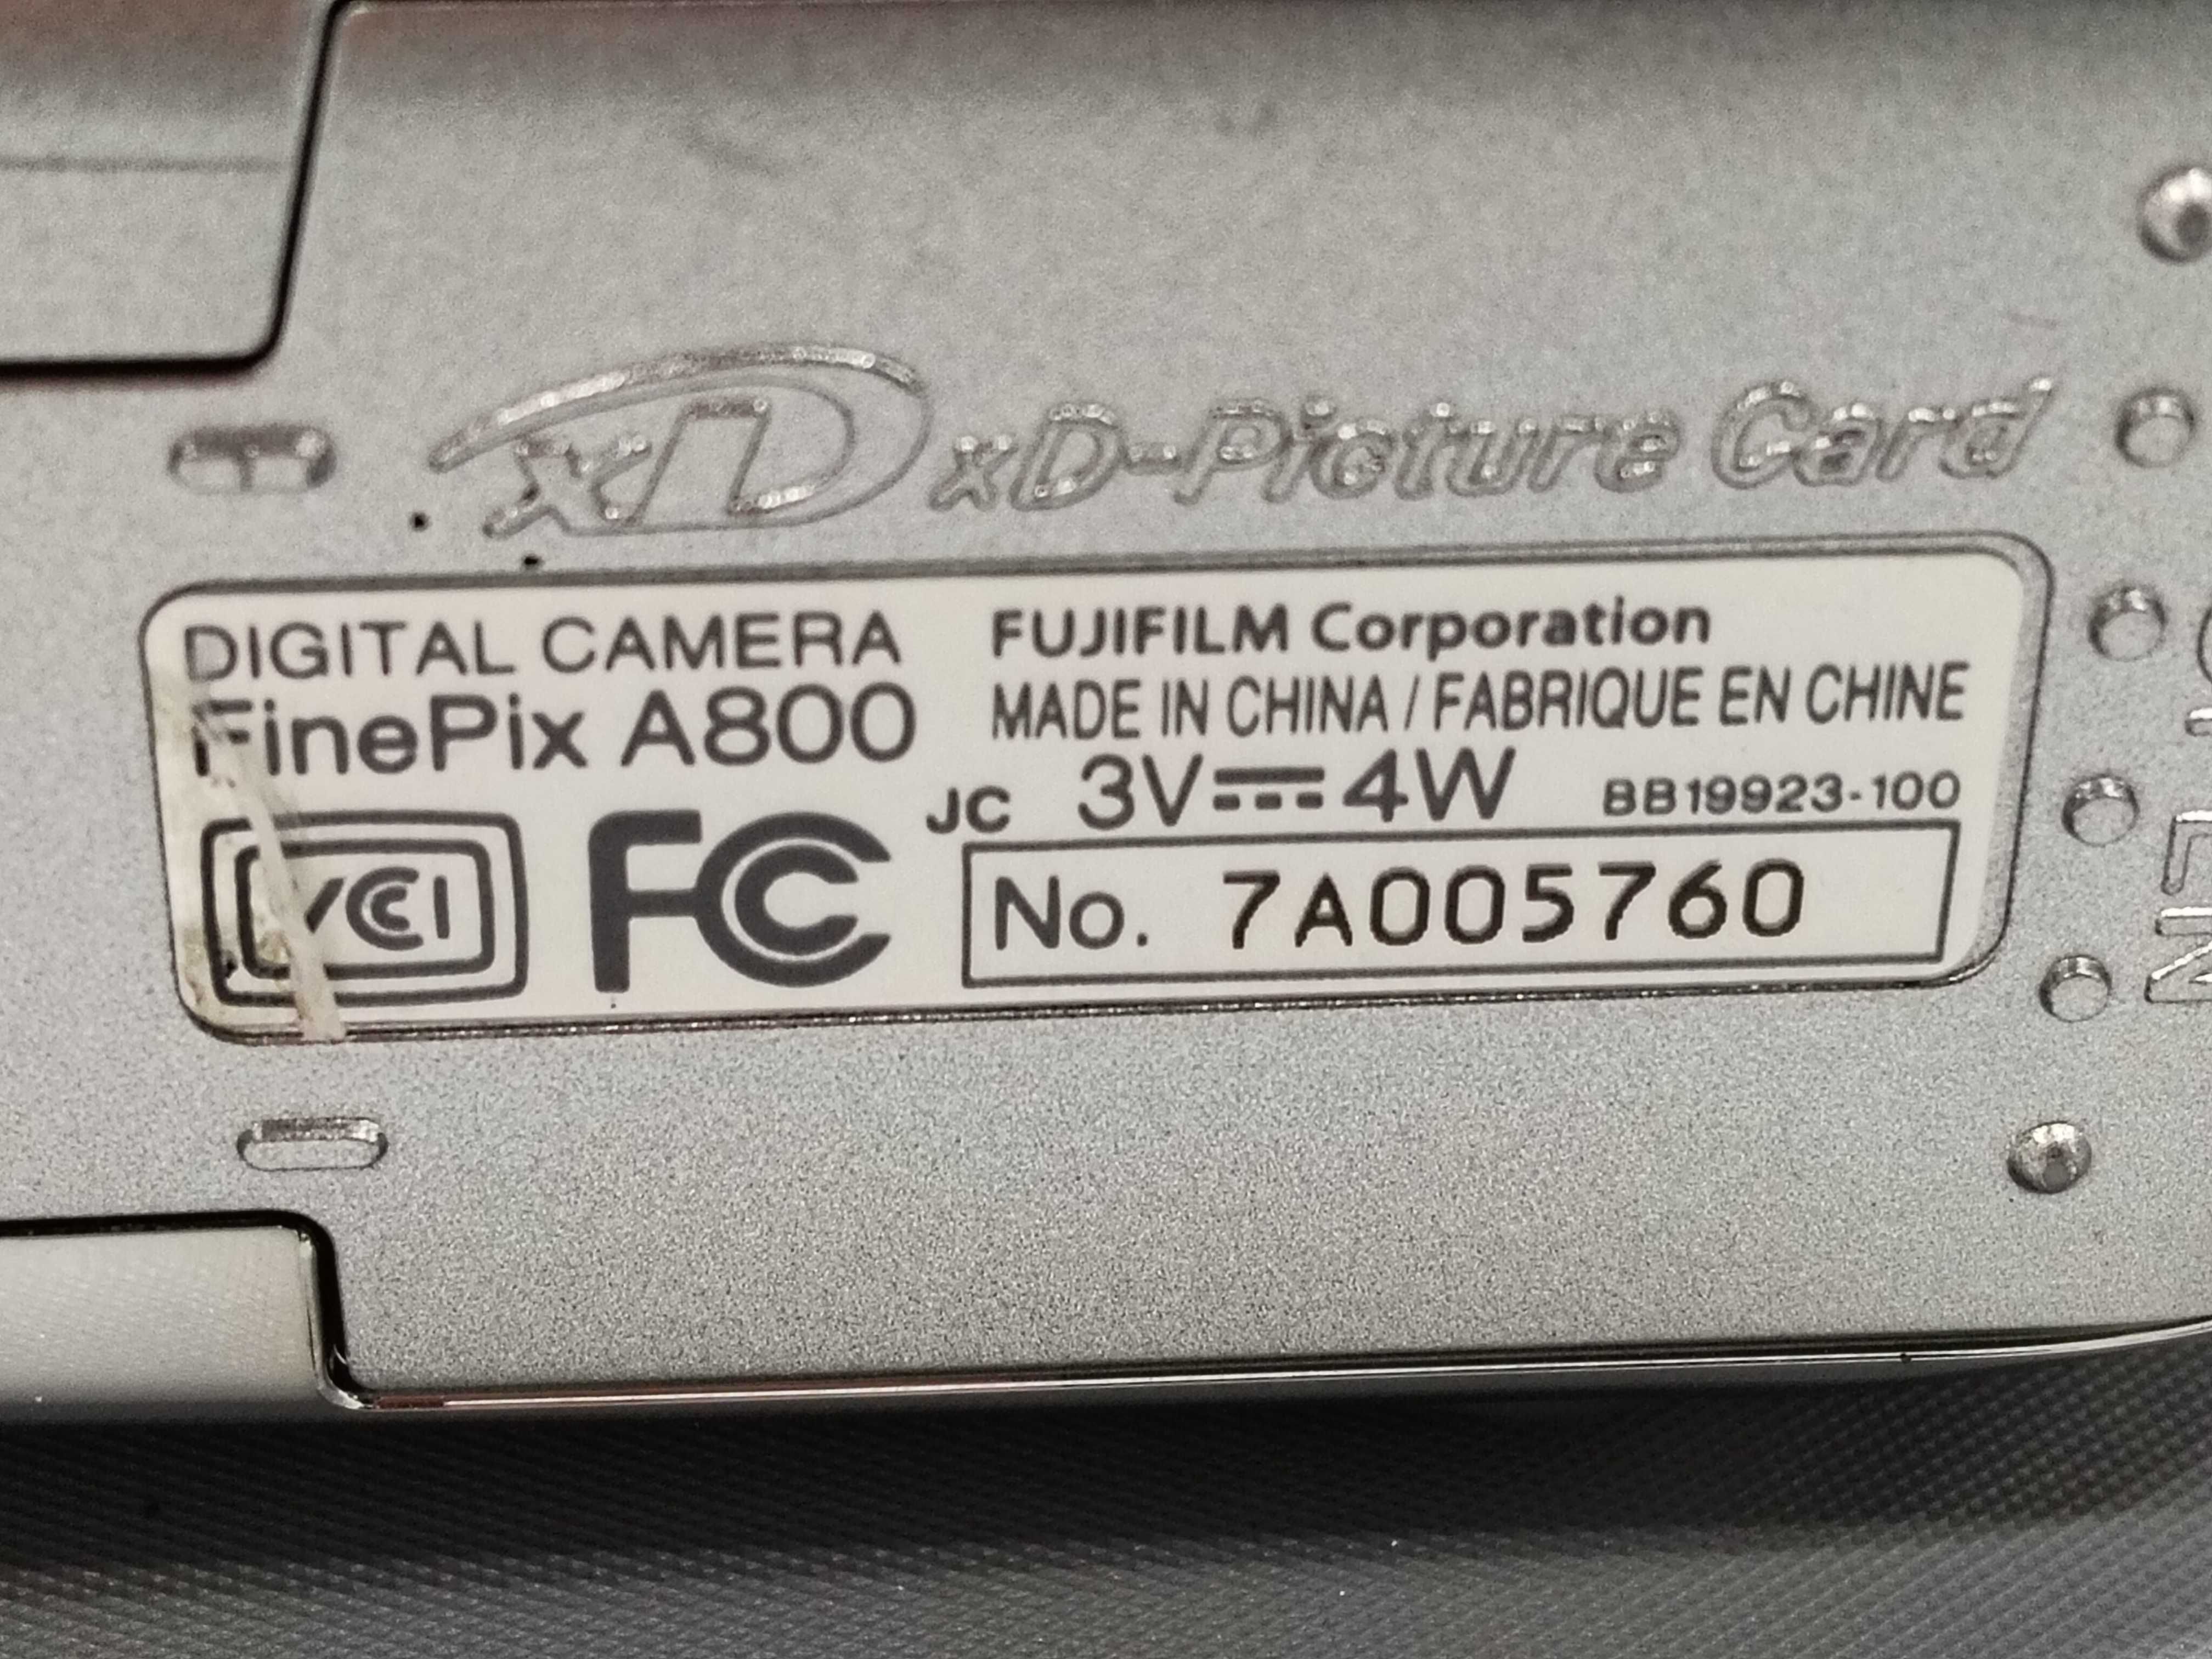 xD xD-Picture Card
DIGITAL CAMERA
FinePix A800
FUJIFILM Corporation
MADE IN CHINA / FABRIQUE EN CHINE
JC 3V 4W BB19923-100
VCCI FC
No. 7A005760
OPEN